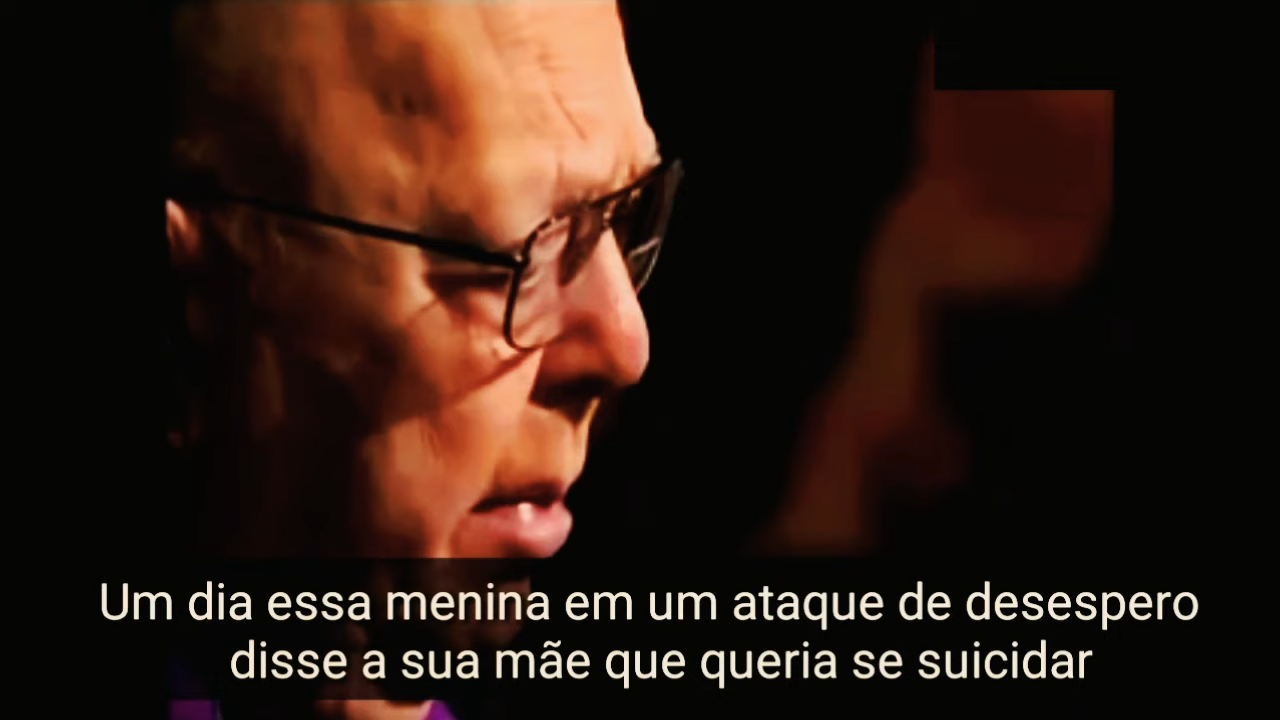 Um dia essa menina em um ataque de desespero
disse a sua mãe que queria se suicidar